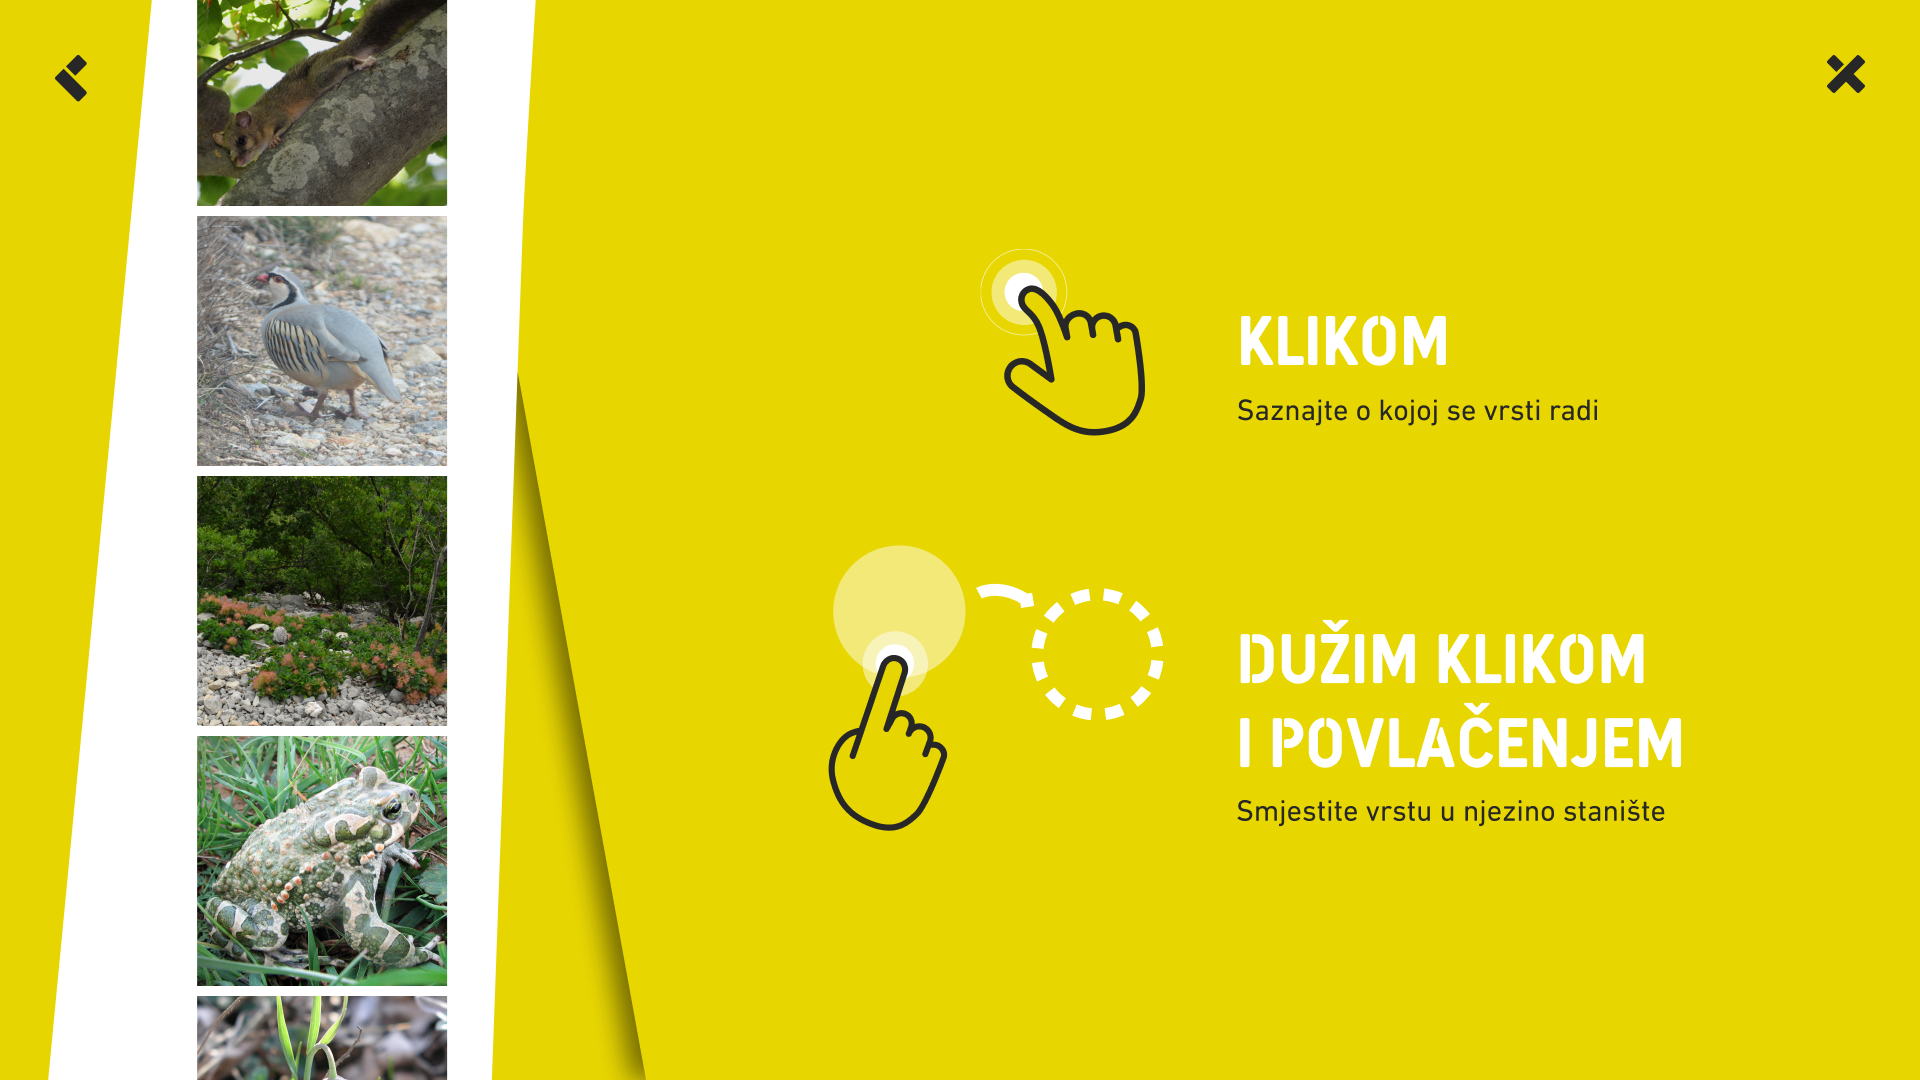 KLIKOM
Saznajte o kojoj se vrsti radi
DUŽIM KLIKOM
I POVLAČENJEM
Smjestite vrstu u njezino stanište